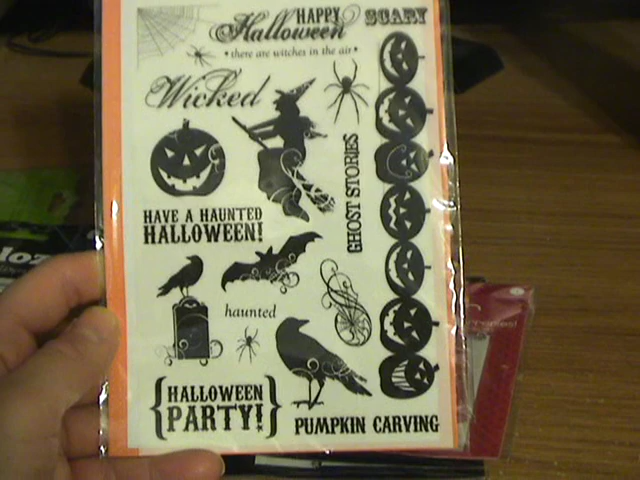 HAPPY
Halloween
SCARY
• there are witches in the air •
Wicked
GHOST STORIES
HAVE A HAUNTED
HALLOWEEN!
haunted
{HALLOWEEN
PARTY!}
PUMPKIN CARVING